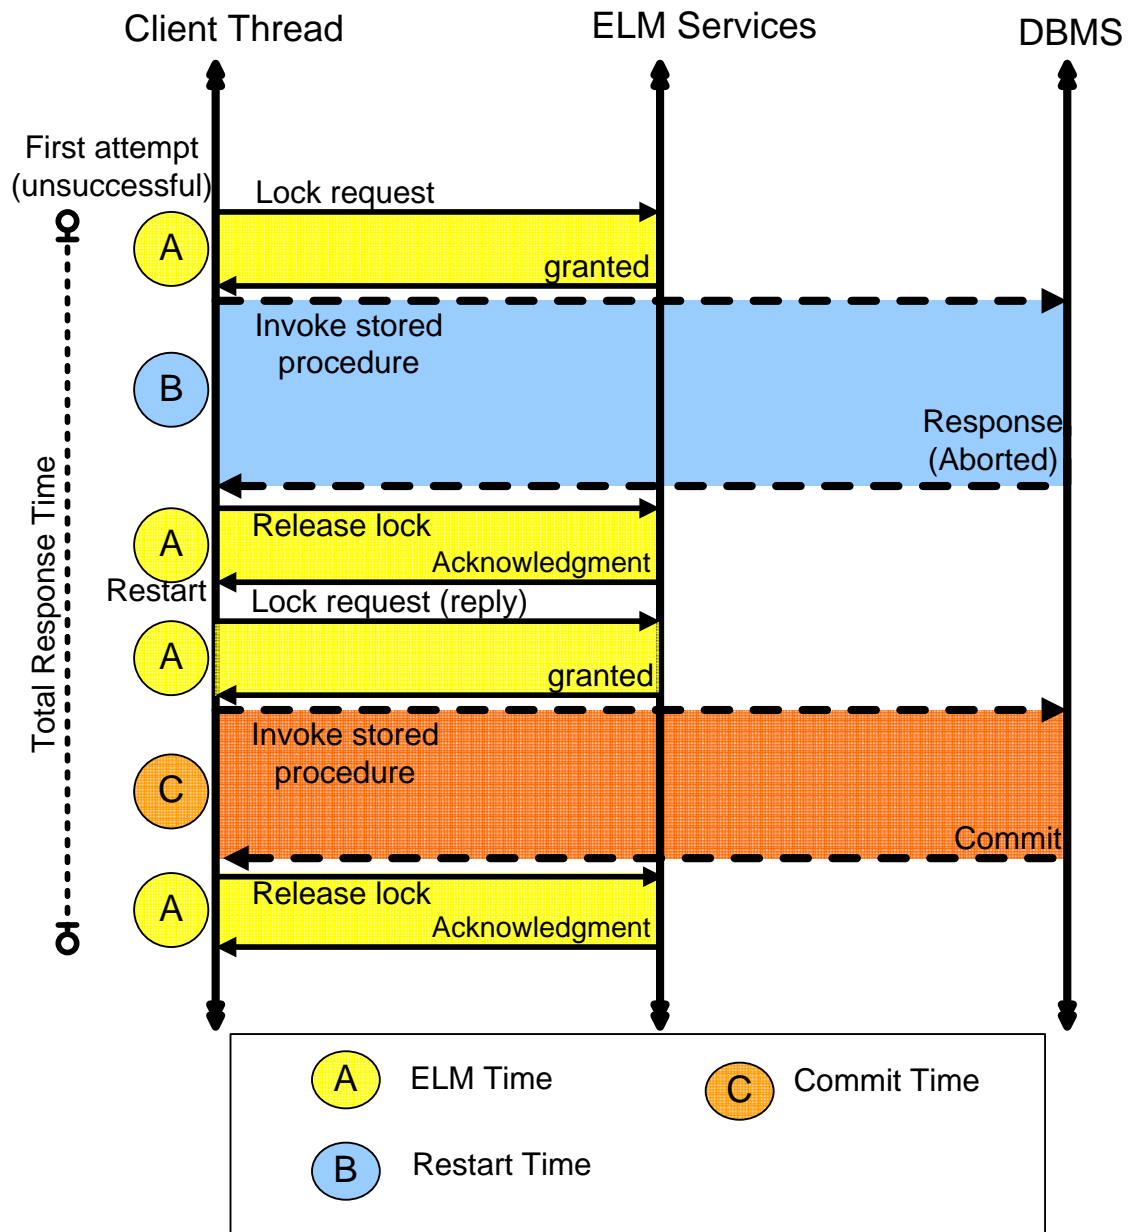 Client Thread
ELM Services
DBMS
First attempt
(unsuccessful)
Lock request
A
granted
Invoke stored
procedure
B
Response
(Aborted)
Release lock
A
Acknowledgment
Restart
Lock request (reply)
A
granted
Total Response Time
Invoke stored
procedure
C
Commit
Release lock
A
Acknowledgment
A
ELM Time
C
Commit Time
B
Restart Time